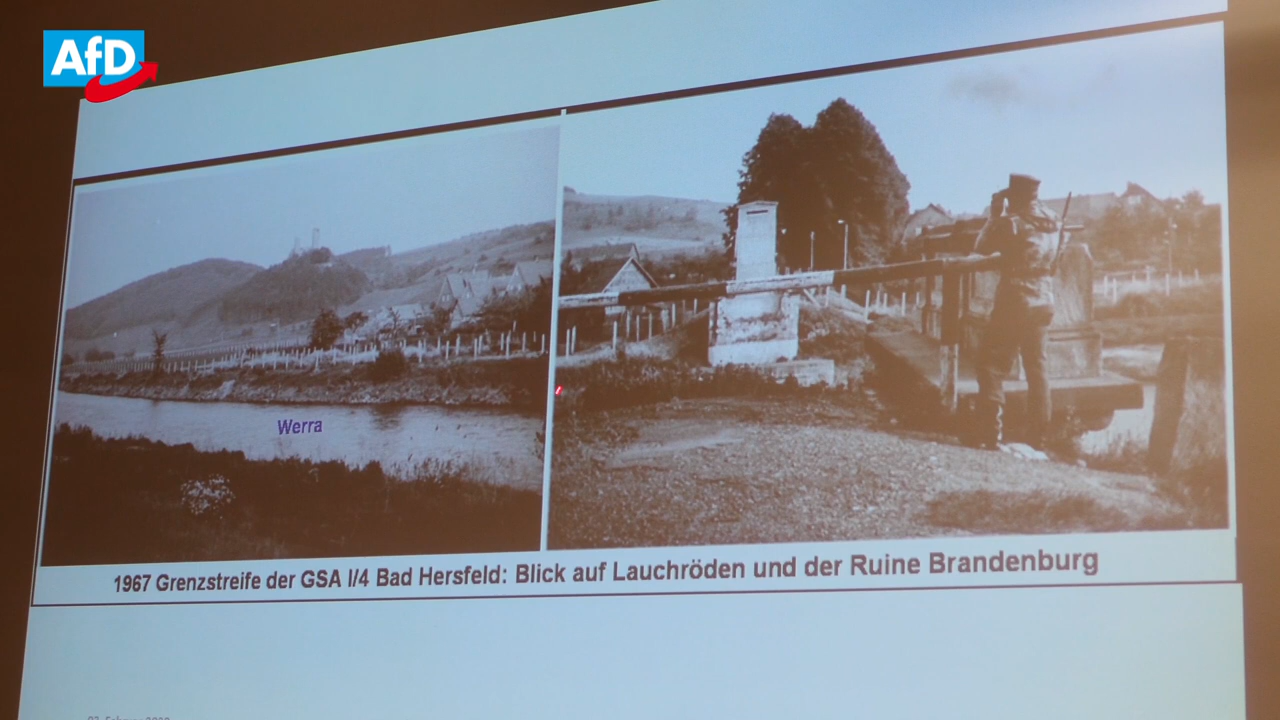 AfD
Werra
1967 Grenzstreife der GSA I/4 Bad Hersfeld: Blick auf Lauchröden und der Ruine Brandenburg